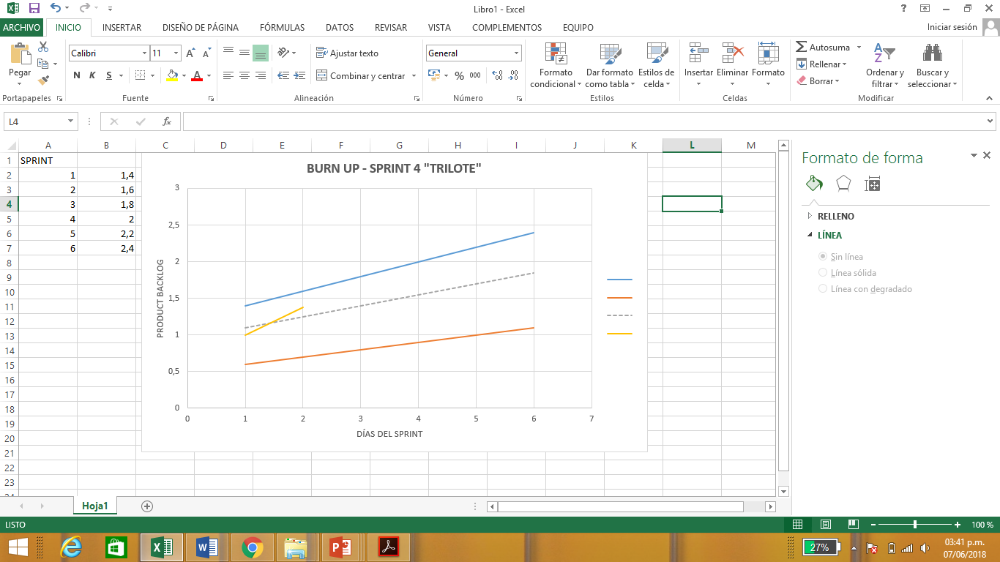 Libro1 - Excel
?
ARCHIVO INICIO INSERTAR DISEÑO DE PÁGINA FÓRMULAS DATOS REVISAR VISTA COMPLEMENTOS EQUIPO Iniciar sesión
Pegar
Portapapeles
Calibri 11
N K S
Fuente
Ajustar texto
Combinar y centrar
Alineación
General
% 000
Número
Formato condicional
Dar formato como tabla
Estilos de celda
Estilos
Insertar Eliminar Formato
Celdas
Autosuma
Rellenar
Borrar
Ordenar y filtrar
Buscar y seleccionar
Modificar
L4
fx
A B C D E F G H I J K L M
1 SPRINT
2 1 1,4
3 2 1,6
4 3 1,8
5 4 2
6 5 2,2
7 6 2,4
8
9
10
11
12
13
14
15
16
17
18
19
20
21
22
23
24
BURN UP - SPRINT 4 "TRILOTE"
3
2,5
2
1,5
1
0,5
0
PRODUCT BACKLOG
0 1 2 3 4 5 6 7
DÍAS DEL SPRINT
Formato de forma
RELLENO
LÍNEA
Sin línea
Línea sólida
Línea con degradado
Hoja1
LISTO
100 %
27%
03:41 p.m.
07/06/2018